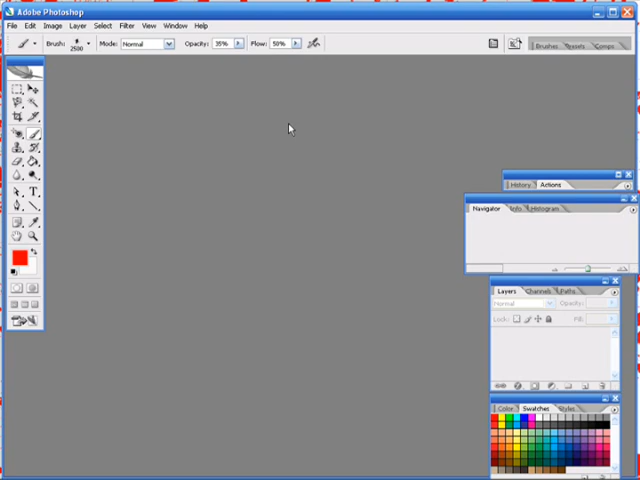 Adobe Photoshop
File Edit Image Layer Select Filter View Window Help
Brush: 2500 Mode: Normal Opacity: 35% Flow: 50% Brushes Presets Comps
History Actions
Navigator Info Histogram
Layers Channels Paths
Normal Opacity:
Lock: Fill:
Color Swatches Styles